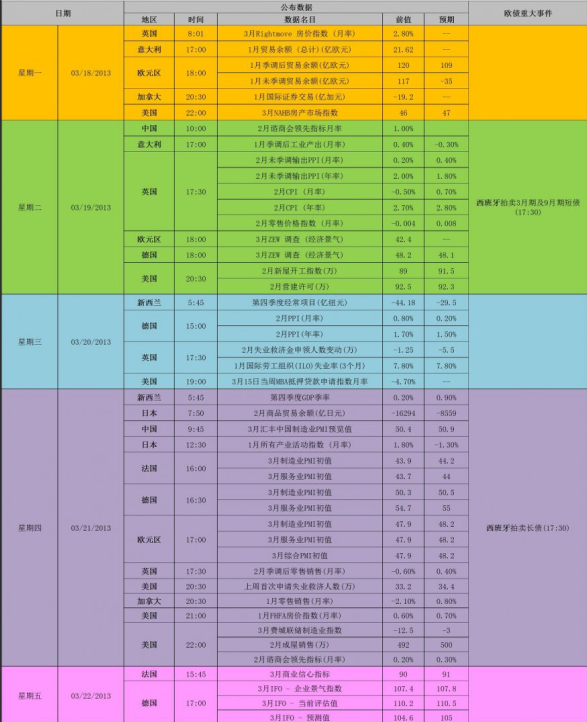 日期 公布数据 欧债重大事件
地区 时间 数据名目 前值 预期
星期一 03/18/2013
英国 8:01 3月Rightmove 房价指数 (月率) 2.80% ---
意大利 17:00 1月贸易余额 (总计)(亿欧元) 21.62 ---
欧元区 18:00 1月季调后贸易余额(亿欧元) 120 109
1月未季调贸易余额(亿欧元) 117 -35
加拿大 20:30 1月国际证券交易(亿加元) -19.2 ---
美国 22:00 3月NAHB房产市场指数 46 47
星期二 03/19/2013 西班牙拍卖3月期及9月期短债(17:30)
中国 10:00 2月谘商会领先指标月率 1.00%
意大利 17:00 1月季调后工业产出(月率) 0.40% -0.30%
英国 17:30 2月未季调输出PPI(月率) 0.20% 0.40%
2月未季调输出PPI(年率) 2.00% 1.80%
2月CPI (月率) -0.50% 0.70%
2月CPI (年率) 2.70% 2.80%
2月零售价格指数 (月率) -0.004 0.008
欧元区 18:00 3月ZEW 调查 (经济景气) 42.4 ---
德国 18:00 3月ZEW 调查 (经济景气) 48.2 48.1
美国 20:30 2月新屋开工指数(万) 89 91.5
2月营建许可(万) 92.5 92.3
星期三 03/20/2013
新西兰 5:45 第四季度经常项目(亿纽元) -44.18 -29.5
德国 15:00 2月PPI(月率) 0.80% 0.20%
2月PPI(年率) 1.70% 1.50%
英国 17:30 2月失业救济金申领人数变动(万) -1.25 -5.5
1月国际劳工组织(ILO)失业率(3个月) 7.80% 7.80%
美国 19:00 3月15日当周MBA抵押贷款申请指数月率 -4.70% ---
星期四 03/21/2013 西班牙拍卖长债(17:30)
新西兰 5:45 第四季度GDP季率 0.20% 0.90%
日本 7:50 2月商品贸易余额(亿日元) -16294 -8559
中国 9:45 3月汇丰中国制造业PMI预览值 50.4 50.9
日本 12:30 1月所有产业活动指数 (月率) 1.80% -1.30%
法国 16:00 3月制造业PMI初值 43.9 44.2
3月服务业PMI初值 43.7 44
德国 16:30 3月制造业PMI初值 50.3 50.5
3月服务业PMI初值 54.7 55
欧元区 17:00 3月制造业PMI初值 47.9 48.2
3月服务业PMI初值 47.9 48.2
3月综合PMI初值 47.9 48.2
英国 17:30 2月季调后零售销售(月率) -0.60% 0.40%
美国 20:30 上周首次申请失业救济人数(万) 33.2 34.4
加拿大 20:30 1月零售销售(月率) -2.10% 0.80%
美国 21:00 1月FHFA房价指数(月率) 0.60% 0.70%
美国 22:00 3月费城联储制造业指数 -12.5 -3
2月成屋销售(万) 492 500
2月谘商会领先指标(月率) 0.20% 0.30%
星期五 03/22/2013
法国 15:45 3月商业信心指标 90 91
德国 17:00 3月IFO - 企业景气指数 107.4 107.8
3月IFO - 当前评估值 110.2 110.5
3月IFO - 预测值 104.6 105